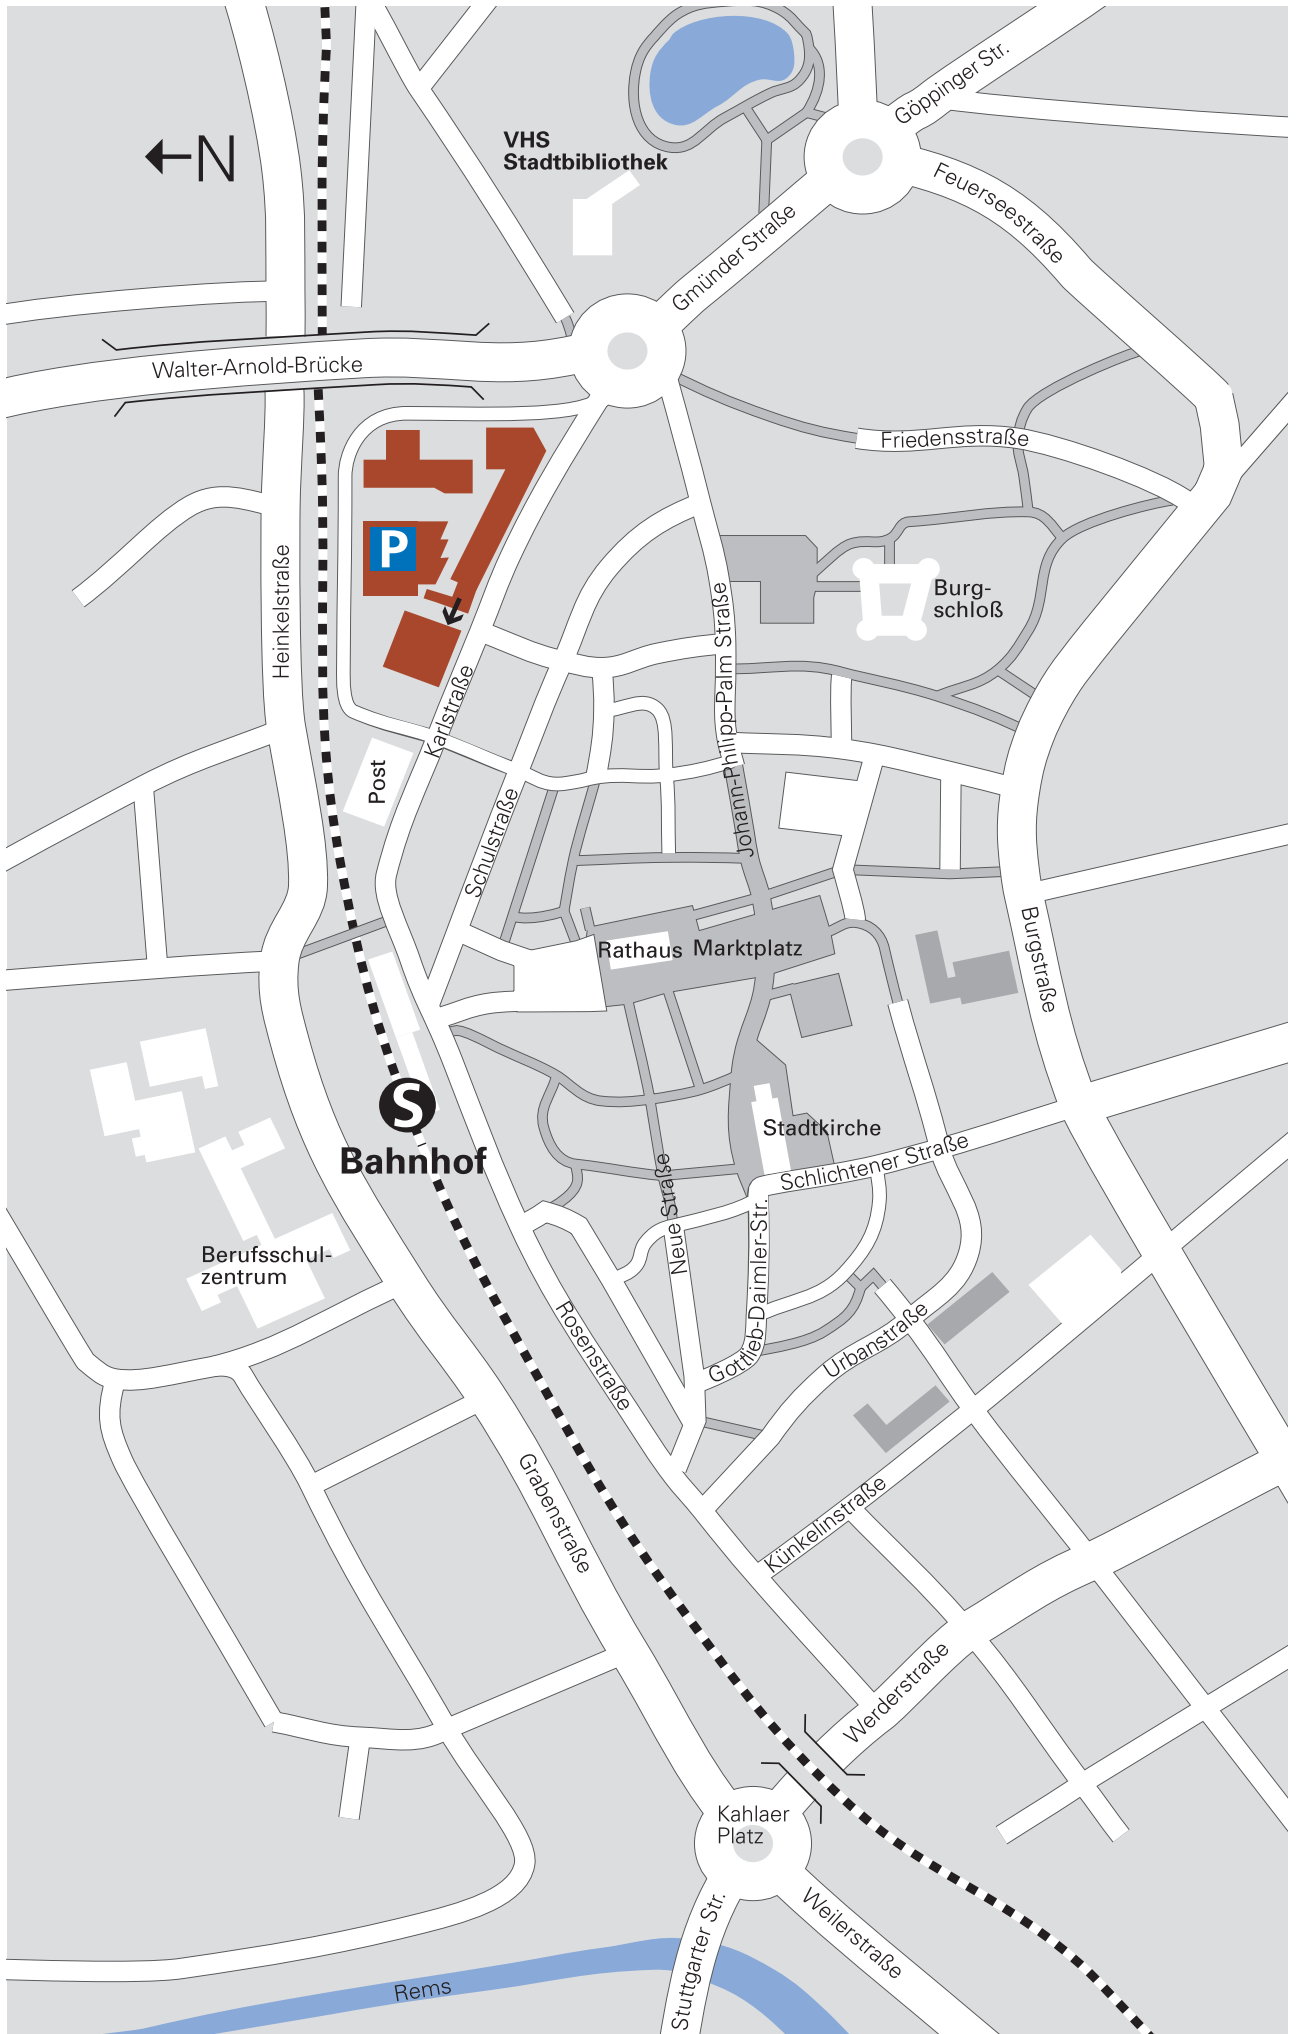 Göppinger Str.
N
VHS
Stadtbibliothek
Feuerseestraße
Gmünder Straße
Walter-Arnold-Brücke
Friedensstraße
P
Heinkelstraße
Burg-
schloß
Johann-Philipp-Palm Straße
Karlstraße
Post
Schulstraße
Rathaus
Marktplatz
Burgstraße
S
Bahnhof
Stadtkirche
Schlichtener Straße
Neue Straße
Gottlieb-Daimler-Str.
Berufsschul-
zentrum
Rosenstraße
Urbanstraße
Grabenstraße
Künkelinstraße
Werderstraße
Kahlaer
Platz
Stuttgarter Str.
Weilerstraße
Rems